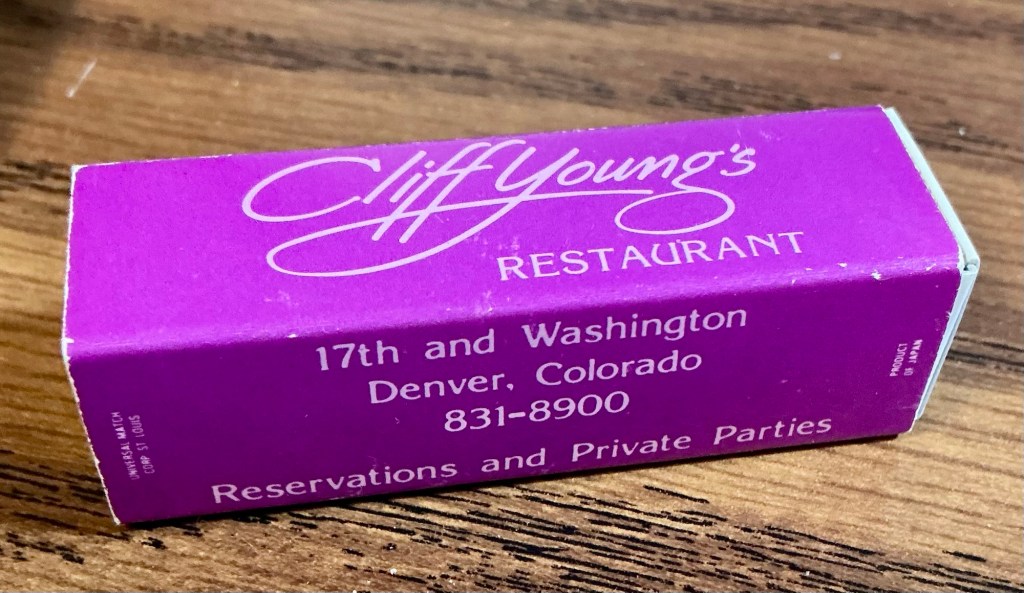 Cliff Young's
RESTAURANT
17th and Washington
Denver, Colorado
831-8900
Reservations and Private Parties
UNIVERSAL MATCH
CORP ST LOUIS
PRODUCT
OF JAPAN